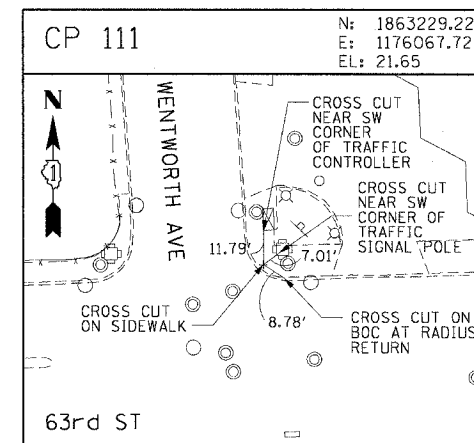 CP 111
N: 1863229.22
E: 1176067.72
EL: 21.65
N
1
WENTWORTH AVE
CROSS CUT
NEAR SW
CORNER
OF TRAFFIC
CONTROLLER
CROSS CUT
NEAR SW
CORNER OF
TRAFFIC
SIGNAL POLE
11.79'
7.01'
CROSS CUT
ON SIDEWALK
8.78'
CROSS CUT ON
BOC AT RADIUS
RETURN
63rd ST